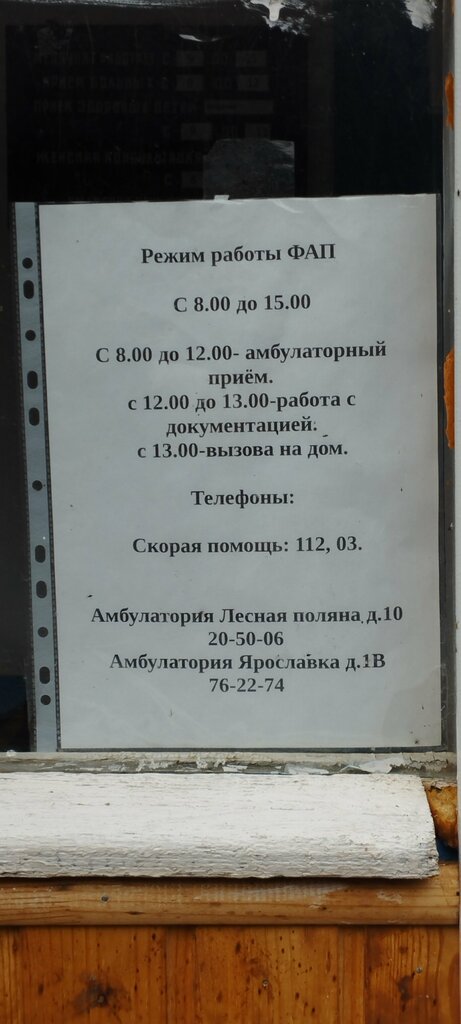 Режим работы ФАП
С 8.00 до 15.00
С 8.00 до 12.00- амбулаторный
приём.
с 12.00 до 13.00-работа с
документацией.
с 13.00-вызова на дом.
Телефоны:
Скорая помощь: 112, 03.
Амбулатория Лесная поляна д.10
20-50-06
Амбулатория Ярославка д.1В
76-22-74